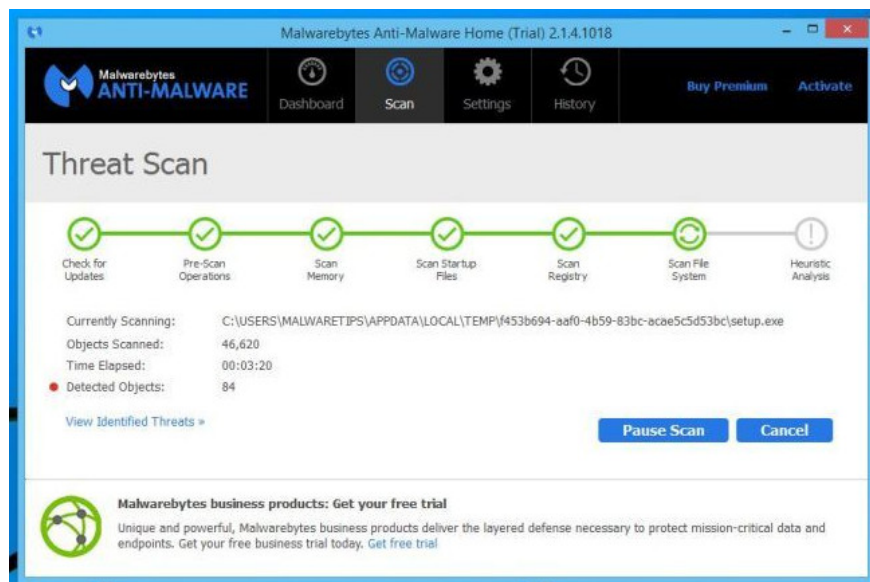 Malwarebytes Anti-Malware Home (Trial) 2.1.4.1018
Malwarebytes
ANTI-MALWARE
Dashboard
Scan
Settings
History
Buy Premium
Activate
Threat Scan
Check for
Updates
Pre-Scan
Operations
Scan
Memory
Scan Startup
Files
Scan
Registry
Scan File
System
Heuristic
Analysis
Currently Scanning: C:\USERS\MALWARETIPS\APPDATA\LOCAL\TEMP\f453b694-aaf0-4b59-83bc-acae5c5d53bc\setup.exe
Objects Scanned: 46,620
Time Elapsed: 00:03:20
Detected Objects: 84
View Identified Threats »
Pause Scan
Cancel
Malwarebytes business products: Get your free trial
Unique and powerful, Malwarebytes business products deliver the layered defense necessary to protect mission-critical data and
endpoints. Get your free business trial today. Get free trial